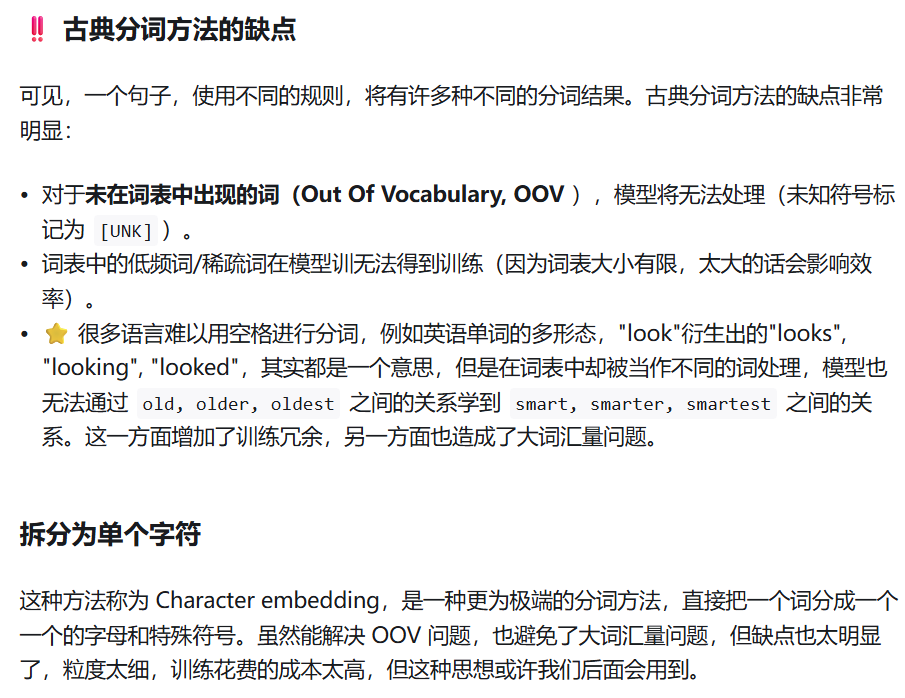 ‼ 古典分词方法的缺点
可见，一个句子，使用不同的规则，将有许多种不同的分词结果。古典分词方法的缺点非常
明显：
• 对于未在词表中出现的词（Out Of Vocabulary, OOV ），模型将无法处理（未知符号标
记为 [UNK]）。
• 词表中的低频词/稀疏词在模型训无法得到训练（因为词表大小有限，太大的话会影响效
率）。
• ⭐ 很多语言难以用空格进行分词，例如英语单词的多形态，"look"衍生出的"looks",
"looking", "looked"，其实都是一个意思，但是在词表中却被当作不同的词处理，模型也
无法通过 old, older, oldest 之间的关系学到 smart, smarter, smartest 之间的关
系。这一方面增加了训练冗余，另一方面也造成了大词汇量问题。
拆分为单个字符
这种方法称为 Character embedding，是一种更为极端的分词方法，直接把一个词分成一个
一个的字母和特殊符号。虽然能解决 OOV 问题，也避免了大词汇量问题，但缺点也太明显
了，粒度太细，训练花费的成本太高，但这种思想或许我们后面会用到。